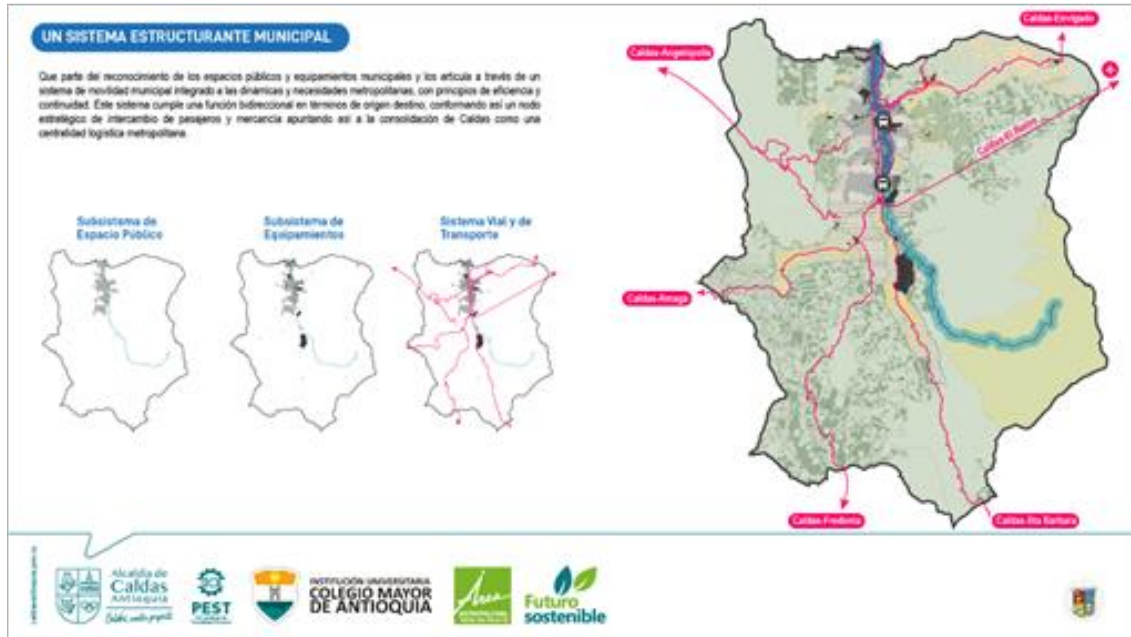 UN SISTEMA ESTRUCTURANTE MUNICIPAL
Que parte del reconocimiento de los espacios públicos y equipamientos municipales y los articula a través de un
sistema de movilidad municipal integrado a las dinámicas y necesidades metropolitanas, con principios de eficiencia y
continuidad. Este sistema cumple una función bidireccional en términos de origen destino, conformando así un nodo
estratégico de intercambio de pasajeros y mercancía apuntando así a la consolidación de Caldas como una
centralidad logística metropolitana.
Subsistema de
Espacio Público
Subsistema de
Equipamientos
Sistema Vial y de
Transporte
Caldas-Envigado
Caldas-Angelópolis
Caldas-El Retiro
Caldas-Amagá
Caldas-Fredonia
Caldas-Sta Bárbara
Alcaldía de
Caldas
Antioquia
PEST
INSTITUCIÓN UNIVERSITARIA
COLEGIO MAYOR
DE ANTIOQUIA
Área
Futuro
sostenible